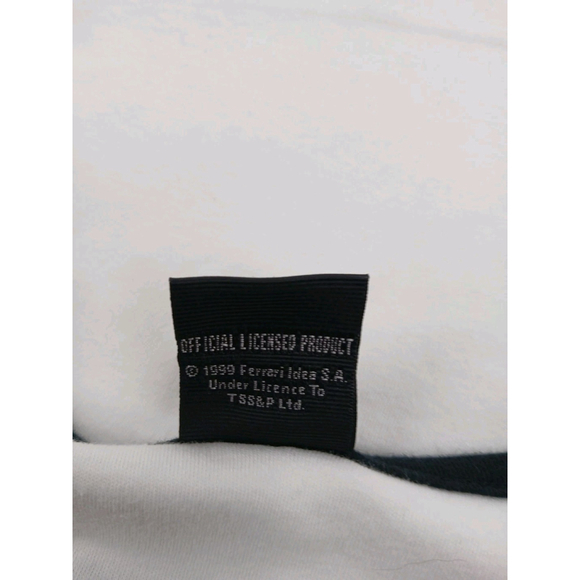 OFFICIAL LICENSED PRODUCT
© 1999 Ferrari Idea S.A.
Under Licence To
TSS&P Ltd.